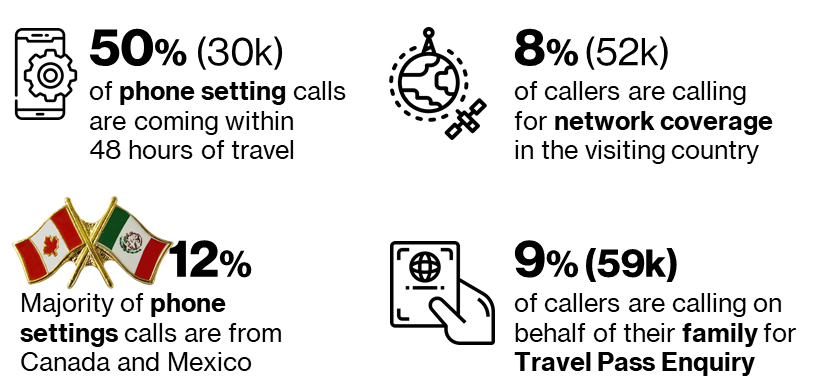 50% (30k)
of phone setting calls
are coming within
48 hours of travel
8% (52k)
of callers are calling
for network coverage
in the visiting country
12%
Majority of phone
settings calls are from
Canada and Mexico
9% (59k)
of callers are calling on
behalf of their family for
Travel Pass Enquiry